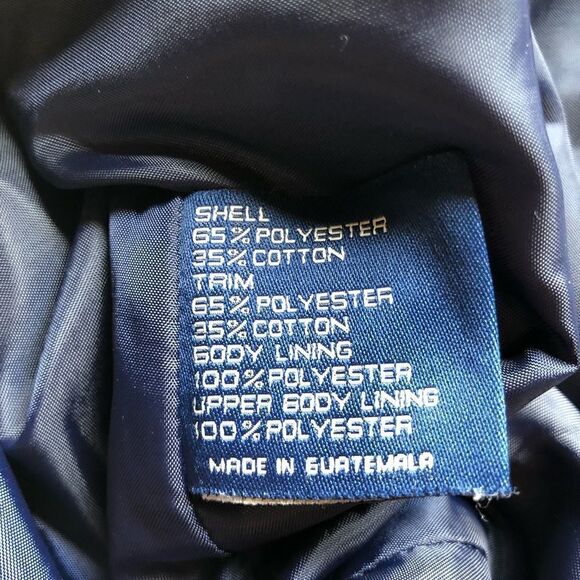 SHELL
65% POLYESTER
35% COTTON
TRIM
65% POLYESTER
35% COTTON
BODY LINING
100% POLYESTER
UPPER BODY LINING
100% POLYESTER
MADE IN GUATEMALA